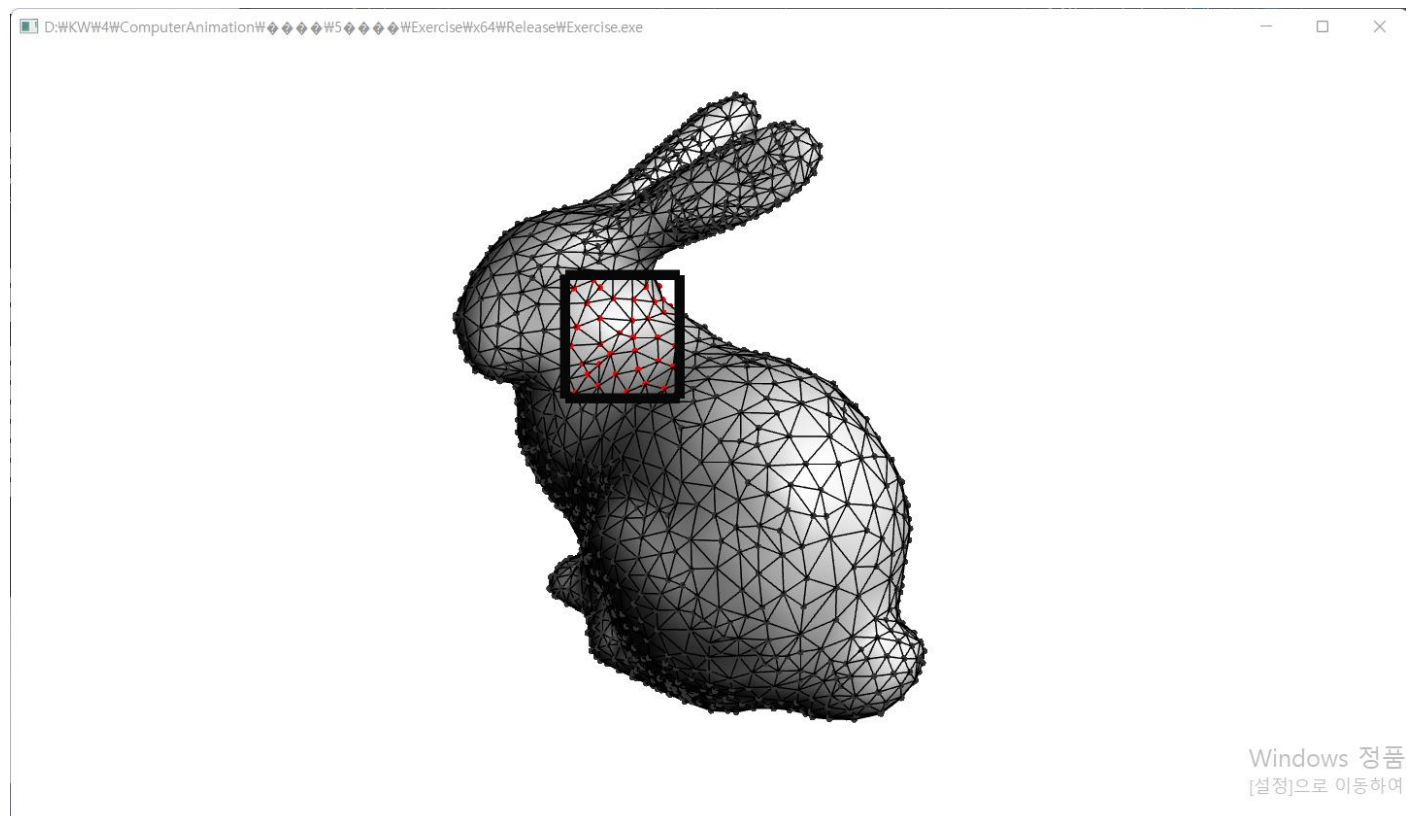 D:₩KW₩4₩ComputerAnimation₩����₩5����₩Exercise₩x64₩Release₩Exercise.exe
Windows 정품
[설정]으로 이동하여